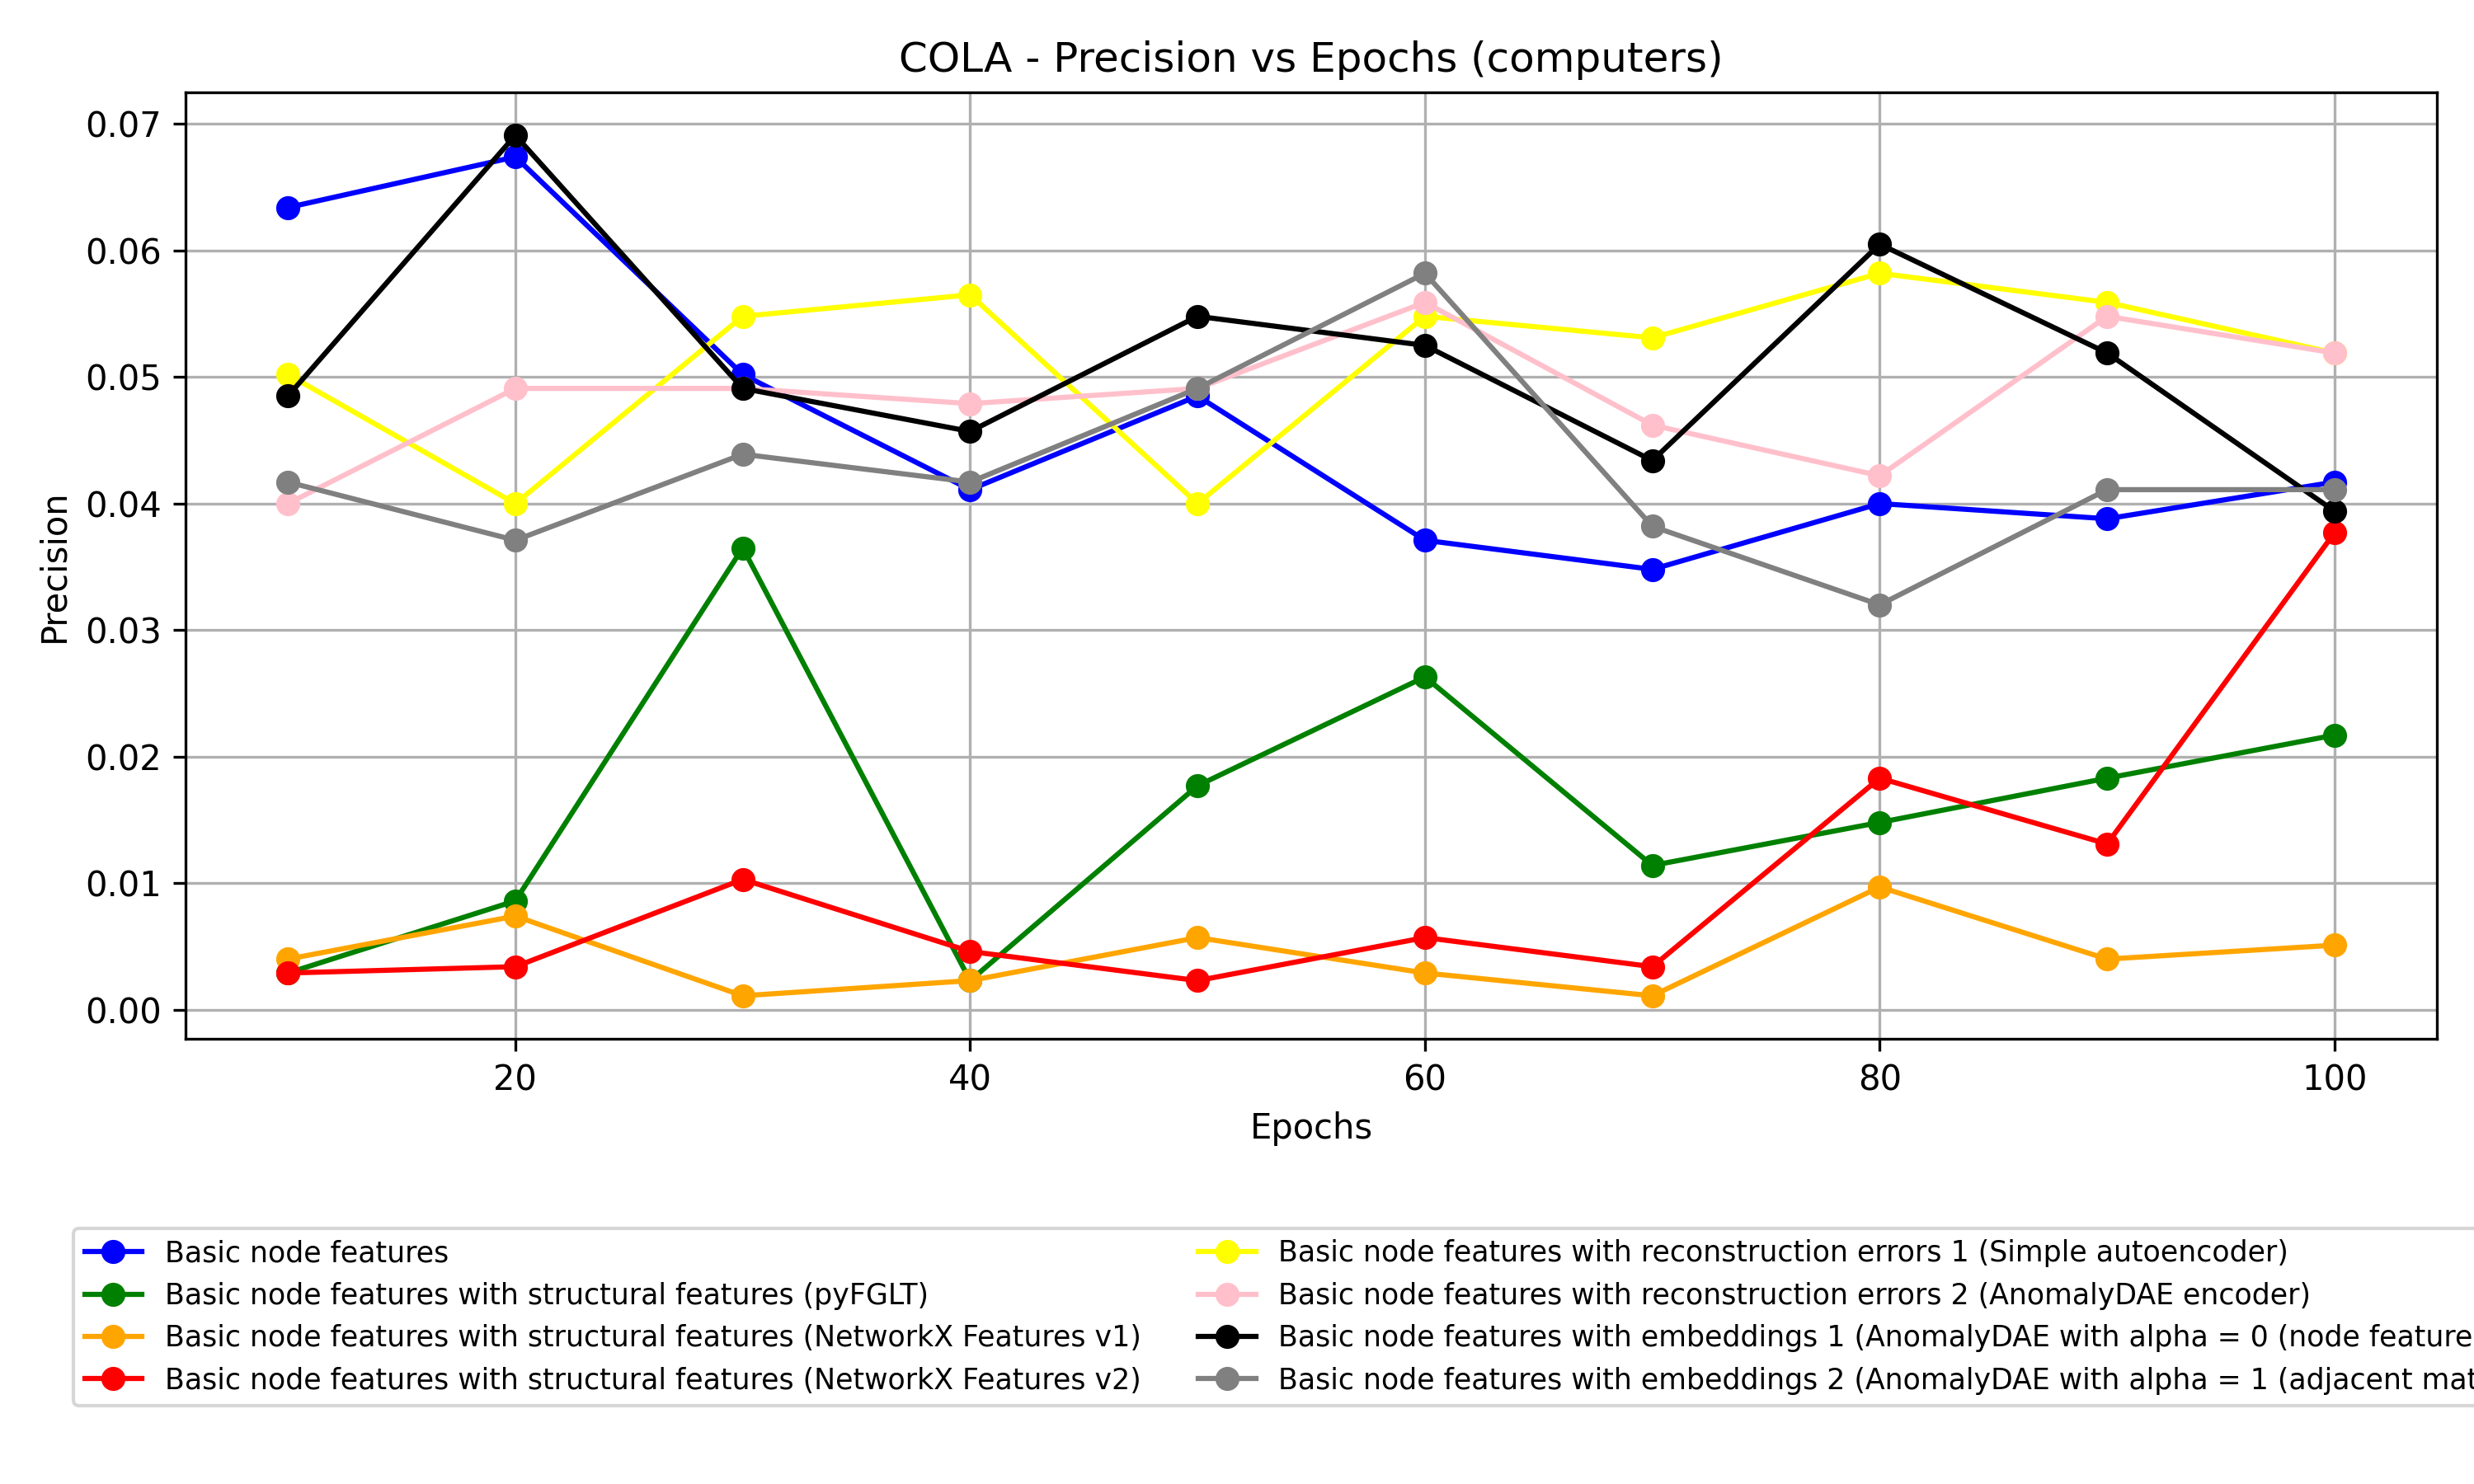 COLA - Precision vs Epochs (computers)
0.07
0.06
0.05
0.04
0.03
0.02
0.01
0.00
Precision
20 40 60 80 100
Epochs
Basic node features
Basic node features with structural features (pyFGLT)
Basic node features with structural features (NetworkX Features v1)
Basic node features with structural features (NetworkX Features v2)
Basic node features with reconstruction errors 1 (Simple autoencoder)
Basic node features with reconstruction errors 2 (AnomalyDAE encoder)
Basic node features with embeddings 1 (AnomalyDAE with alpha = 0 (node feature
Basic node features with embeddings 2 (AnomalyDAE with alpha = 1 (adjacent mat